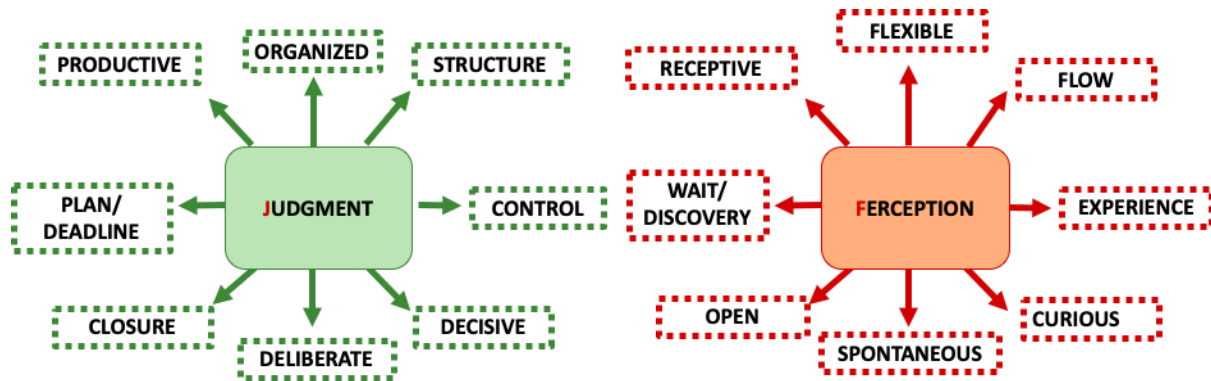 PRODUCTIVE
ORGANIZED
STRUCTURE
PLAN/
DEADLINE
JUDGMENT
CONTROL
CLOSURE
DELIBERATE
DECISIVE
RECEPTIVE
FLEXIBLE
FLOW
WAIT/
DISCOVERY
FERCEPTION
EXPERIENCE
OPEN
SPONTANEOUS
CURIOUS